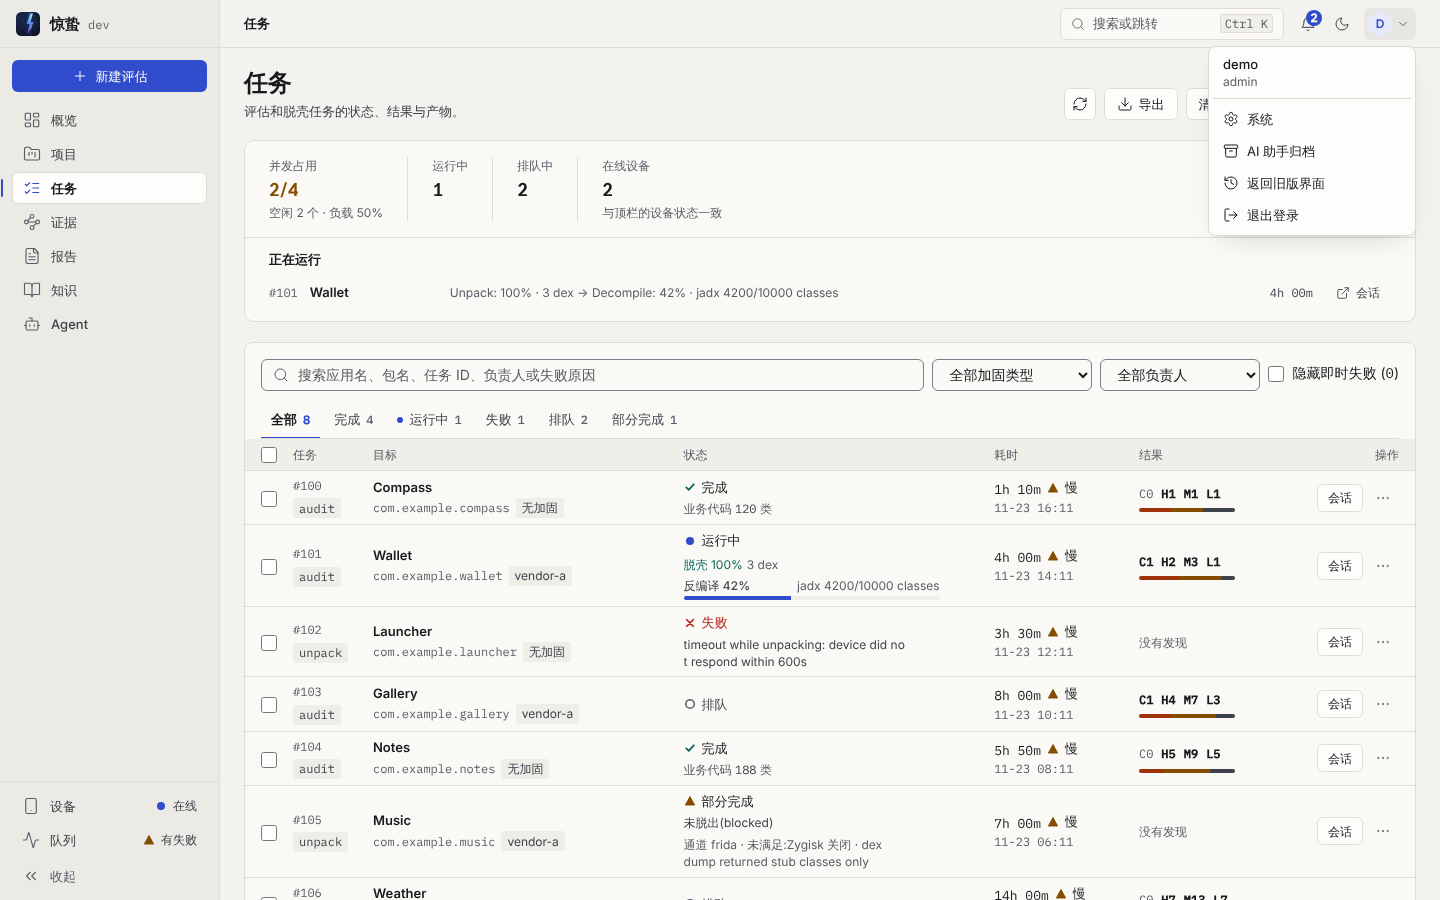 惊蛰 dev
新建评估
概览
项目
任务
证据
报告
知识
Agent
设备 在线
队列 有失败
收起
任务
搜索或跳转 Ctrl K
2
D
demo
admin
系统
AI 助手归档
返回旧版界面
退出登录
任务
评估和脱壳任务的状态、结果与产物。
导出
并发占用
2/4
空闲 2 个 · 负载 50%
运行中
1
排队中
2
在线设备
2
与顶栏的设备状态一致
正在运行
#101 Wallet Unpack: 100% · 3 dex → Decompile: 42% · jadx 4200/10000 classes 4h 00m 会话
搜索应用名、包名、任务 ID、负责人或失败原因 全部加固类型 全部负责人 隐藏即时失败 (0)
全部 8 完成 4 运行中 1 失败 1 排队 2 部分完成 1
任务 目标 状态 耗时 结果 操作
#100
audit
Compass
com.example.compass 无加固
完成
业务代码 120 类
1h 10m 慢
11-23 16:11
C0 H1 M1 L1
会话 ···
#101
audit
Wallet
com.example.wallet vendor-a
运行中
脱壳 100% 3 dex
反编译 42% jadx 4200/10000 classes
4h 00m 慢
11-23 14:11
C1 H2 M3 L1
会话 ···
#102
unpack
Launcher
com.example.launcher 无加固
失败
timeout while unpacking: device did no
t respond within 600s
3h 30m 慢
11-23 12:11
没有发现
会话 ···
#103
audit
Gallery
com.example.gallery vendor-a
排队
8h 00m 慢
11-23 10:11
C1 H4 M7 L3
会话 ···
#104
audit
Notes
com.example.notes 无加固
完成
业务代码 188 类
5h 50m 慢
11-23 08:11
C0 H5 M9 L5
会话 ···
#105
unpack
Music
com.example.music vendor-a
部分完成
未脱出(blocked)
通道 frida · 未满足:Zygisk 关闭 · dex
dump returned stub classes only
7h 00m 慢
11-23 06:11
没有发现
会话 ···
#106
Weather
14h 00m 慢